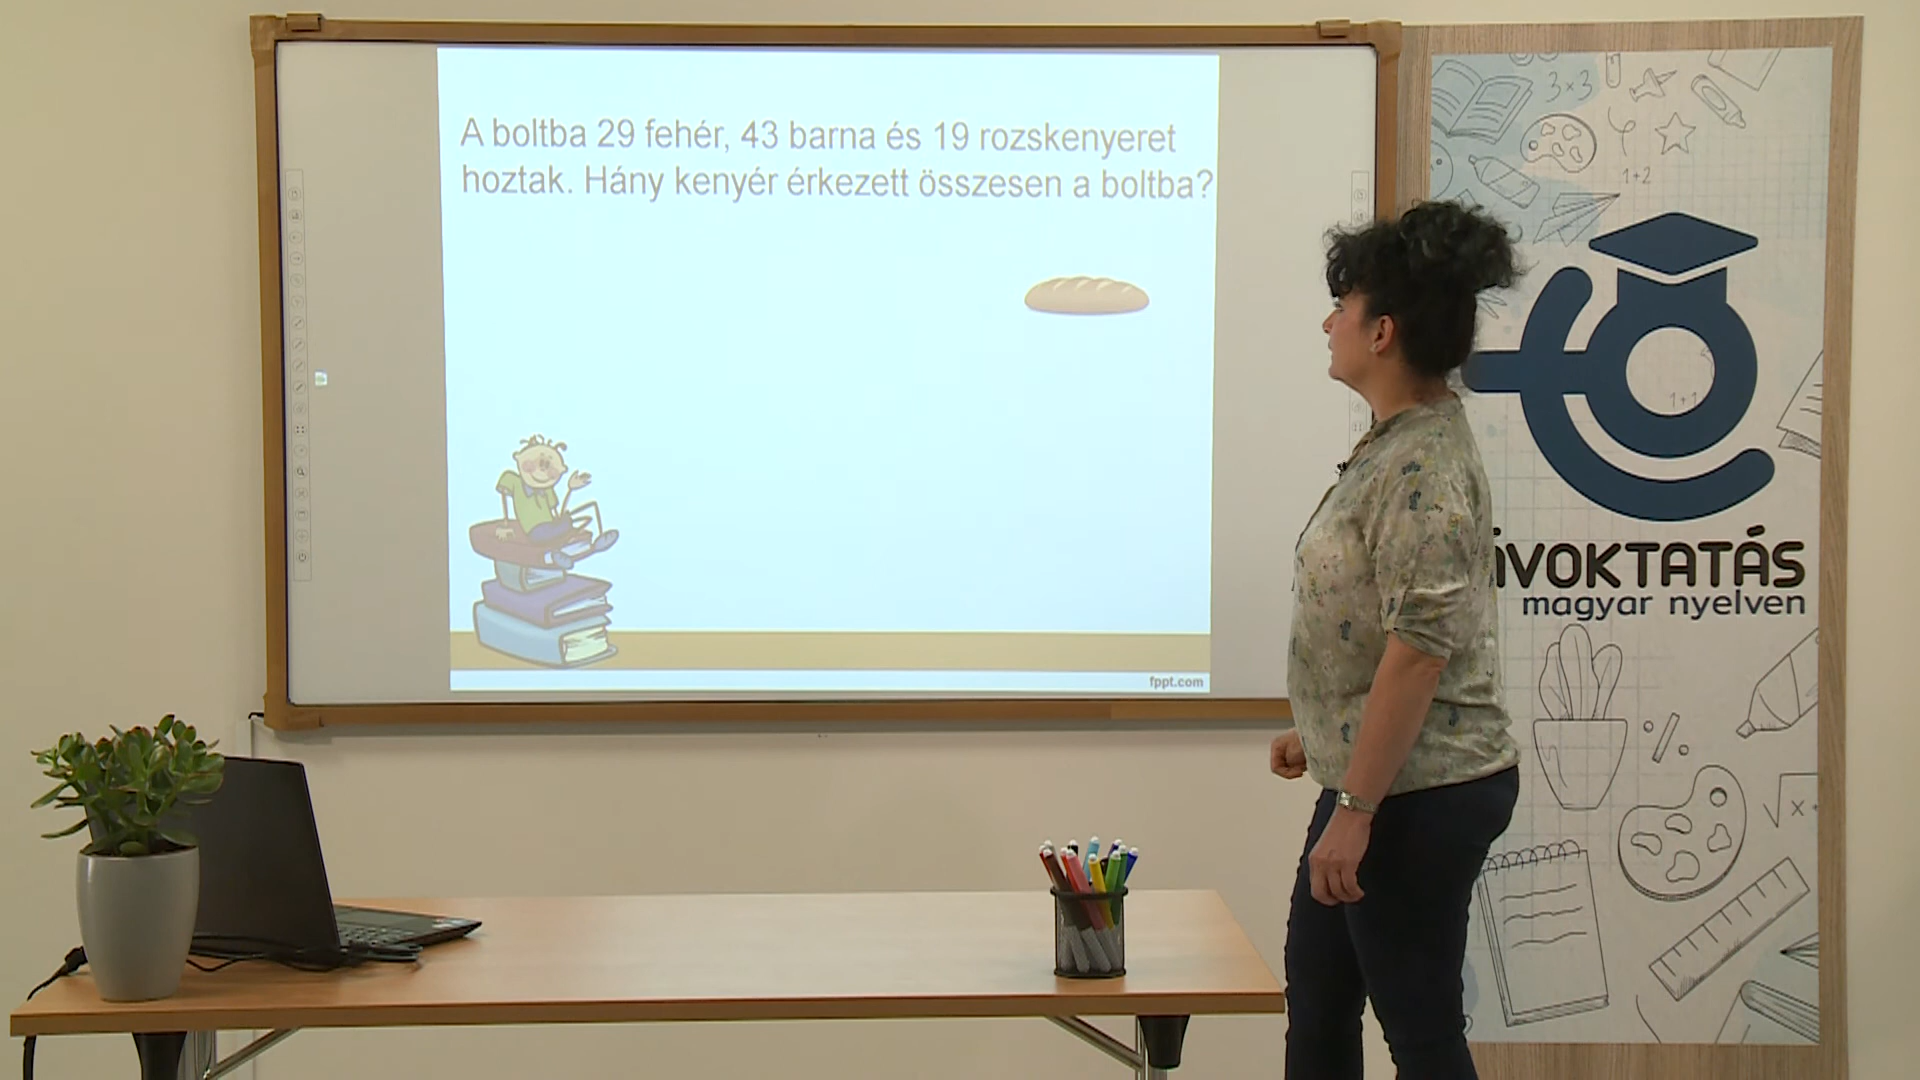 A boltba 29 fehér, 43 barna és 19 rozskenyeret
hoztak. Hány kenyér érkezett összesen a boltba?
fppt.com
3×3
1+2
1+1
ÁVOKTATÁS
magyar nyelven
√x